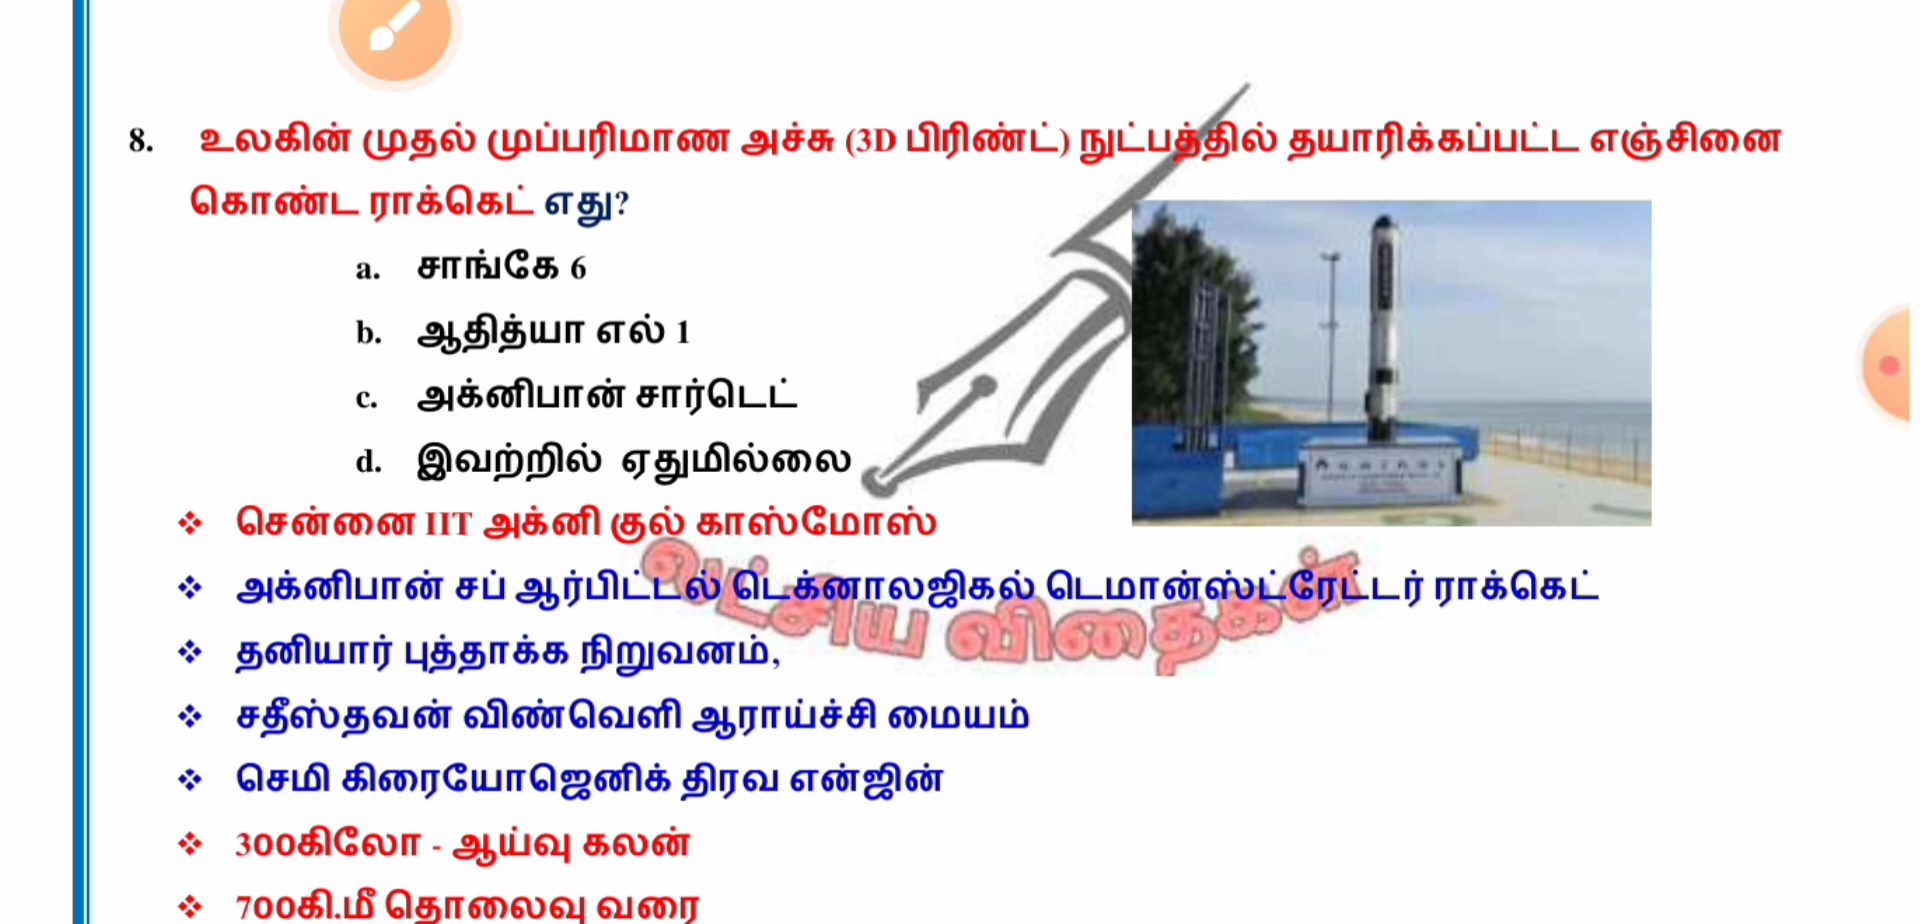 8. உலகின் முதல் முப்பரிமாண அச்சு (3D பிரிண்ட்) நுட்பத்தில் தயாரிக்கப்பட்ட எஞ்சினை
கொண்ட ராக்கெட் எது?
a. சாங்கே 6
b. ஆதித்யா எல் 1
c. அக்னிபான் சார்டெட்
d. இவற்றில் ஏதுமில்லை
❖ சென்னை IIT அக்னி குல் காஸ்மோஸ்
❖ அக்னிபான் சப் ஆர்பிட்டல் டெக்னாலஜிகல் டெமான்ஸ்ட்ரேட்டர் ராக்கெட்
லட்சிய விதைகள்
❖ தனியார் புத்தாக்க நிறுவனம்,
❖ சதீஸ்தவன் விண்வெளி ஆராய்ச்சி மையம்
❖ செமி கிரையோஜெனிக் திரவ என்ஜின்
❖ 300கிலோ - ஆய்வு கலன்
❖ 700கி.மீ தொலைவு வரை